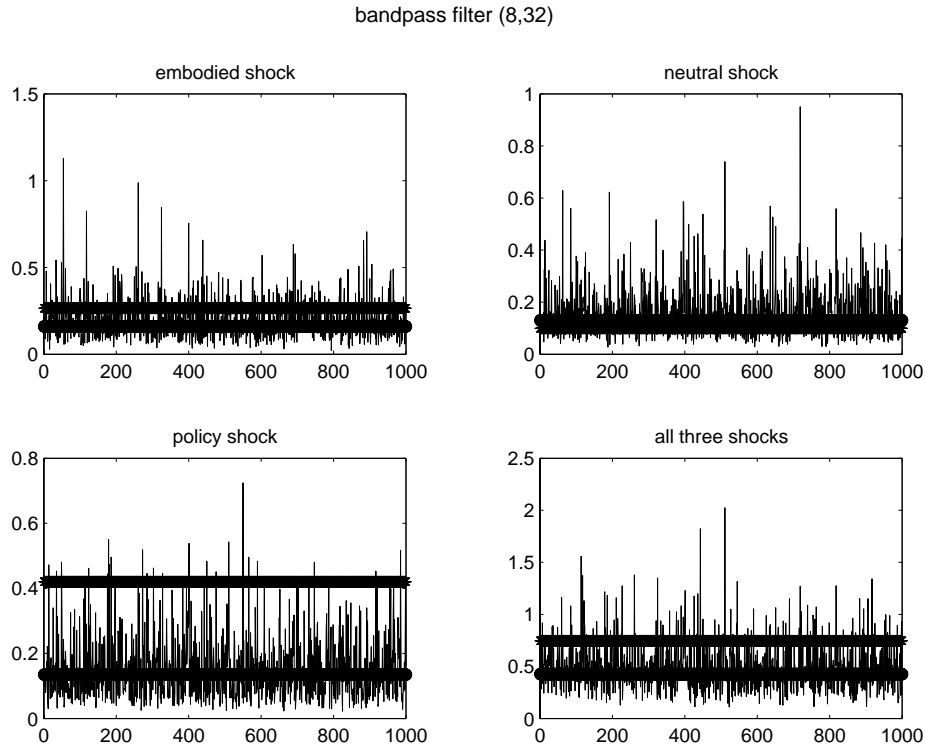 bandpass filter (8,32)
embodied shock
1.5
1
0.5
0
0 200 400 600 800 1000
neutral shock
1
0.8
0.6
0.4
0.2
0
0 200 400 600 800 1000
policy shock
0.8
0.6
0.4
0.2
0
0 200 400 600 800 1000
all three shocks
2.5
2
1.5
1
0.5
0
0 200 400 600 800 1000